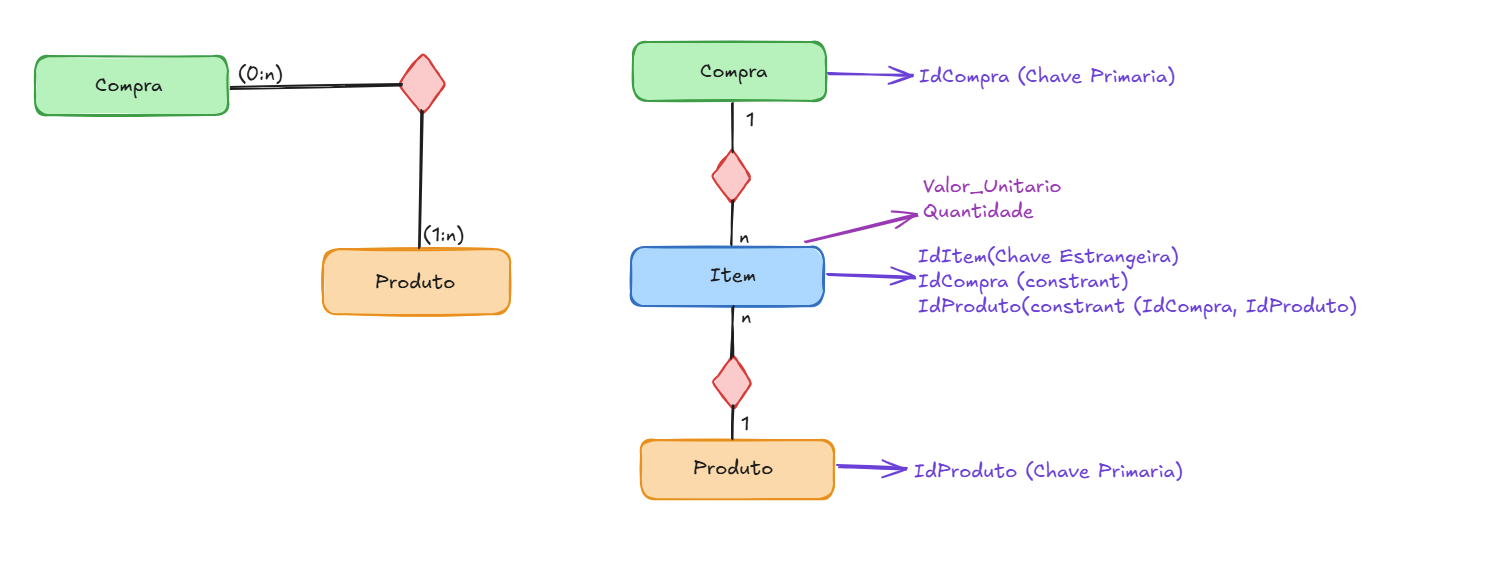 Compra
(0:n)
(1:n)
Produto
Compra
IdCompra (Chave Primaria)
1
n
Valor_Unitario
Quantidade
Item
IdItem(Chave Estrangeira)
IdCompra (constrant)
IdProduto(constrant (IdCompra, IdProduto)
n
1
Produto
IdProduto (Chave Primaria)